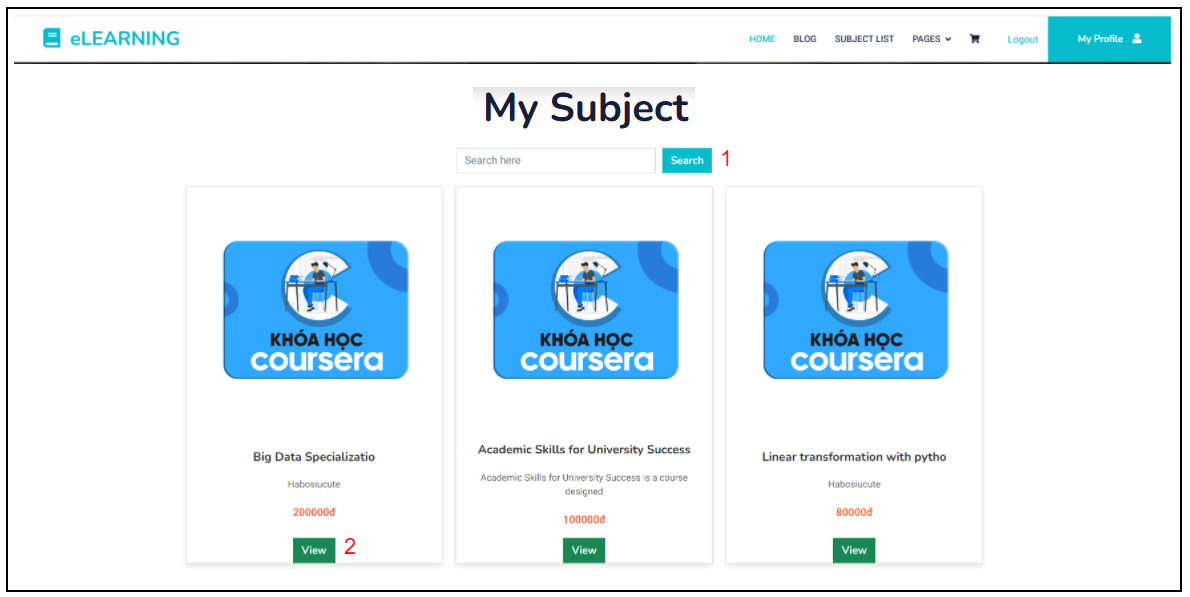 eLEARNING
HOME BLOG SUBJECT LIST PAGES Logout My Profile
My Subject
Search here Search 1
KHÓA HỌC
coursera
Big Data Specializatio
Habosiucute
200000đ
View 2
KHÓA HỌC
coursera
Academic Skills for University Success
Academic Skills for University Success is a course
designed
100000đ
View
KHÓA HỌC
coursera
Linear transformation with pytho
Habosiucute
80000đ
View